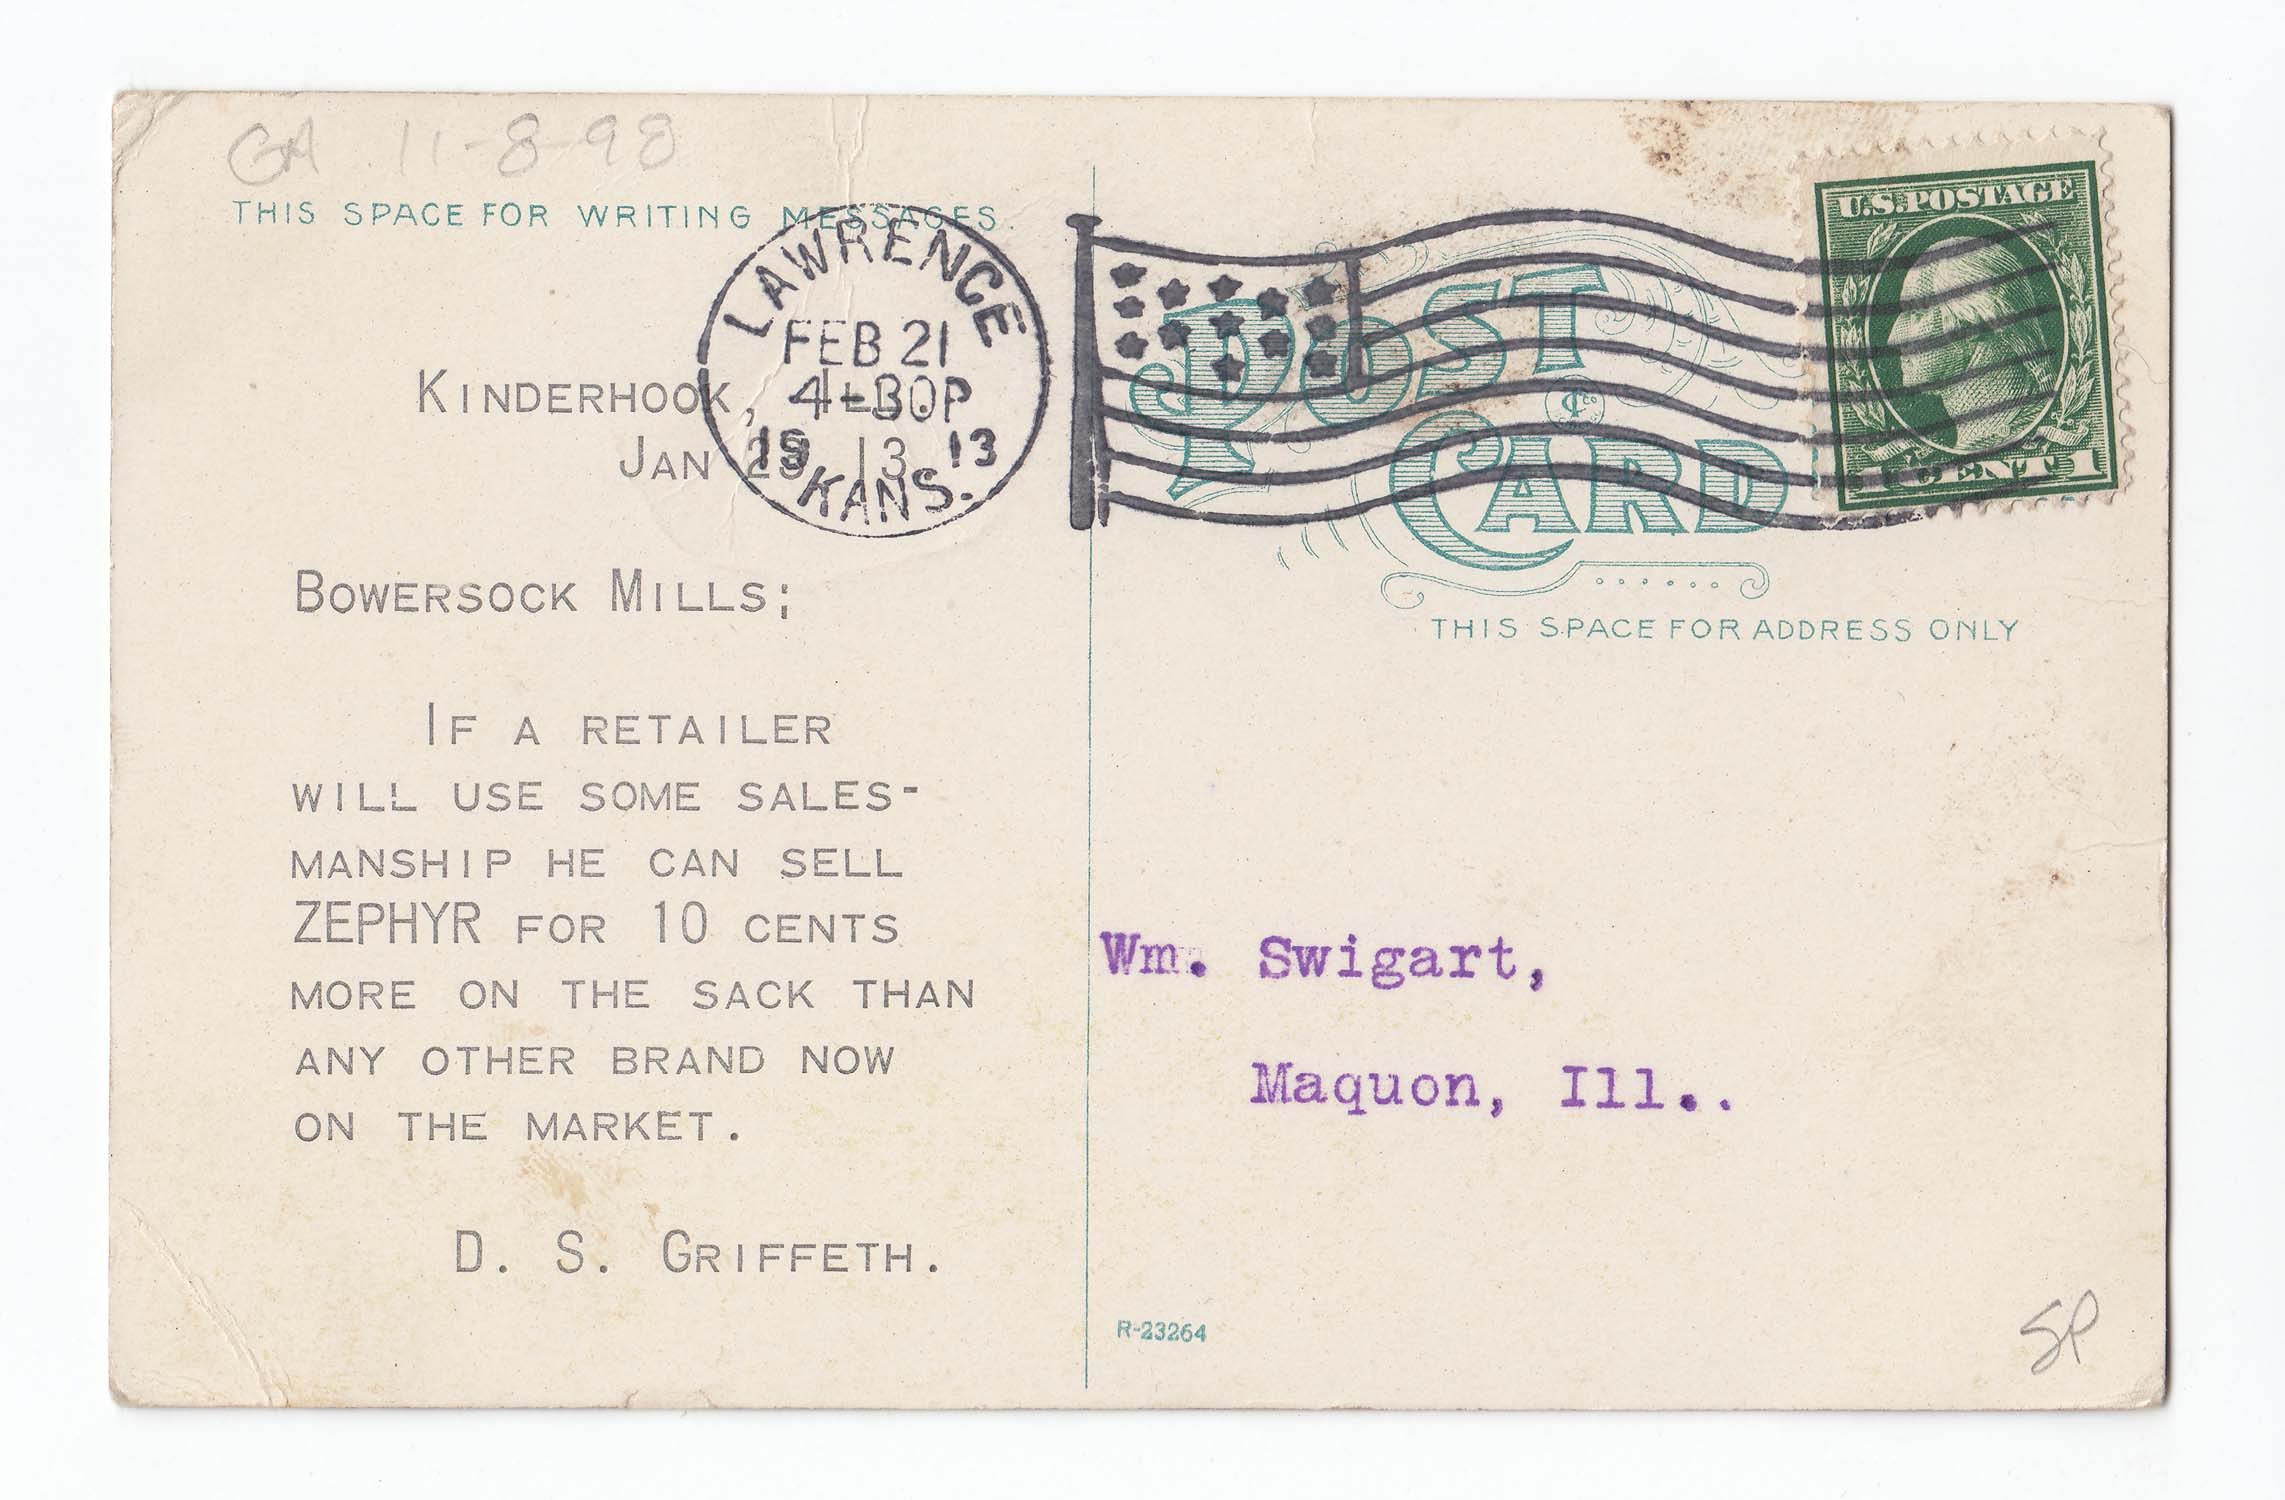 GA 11-8-98
THIS SPACE FOR WRITING MESSAGES.
LAWRENCE
FEB 21
4-30P
19 13
KANS.
U.S. POSTAGE
1 CENT 1
POST
CARD
THIS SPACE FOR ADDRESS ONLY
KINDERHOOK,
JAN 13
BOWERSOCK MILLS;
IF A RETAILER
WILL USE SOME SALES-
MANSHIP HE CAN SELL
ZEPHYR FOR 10 CENTS
MORE ON THE SACK THAN
ANY OTHER BRAND NOW
ON THE MARKET.
D. S. GRIFFETH.
Wm. Swigart,
Maquon, Ill..
R-23264